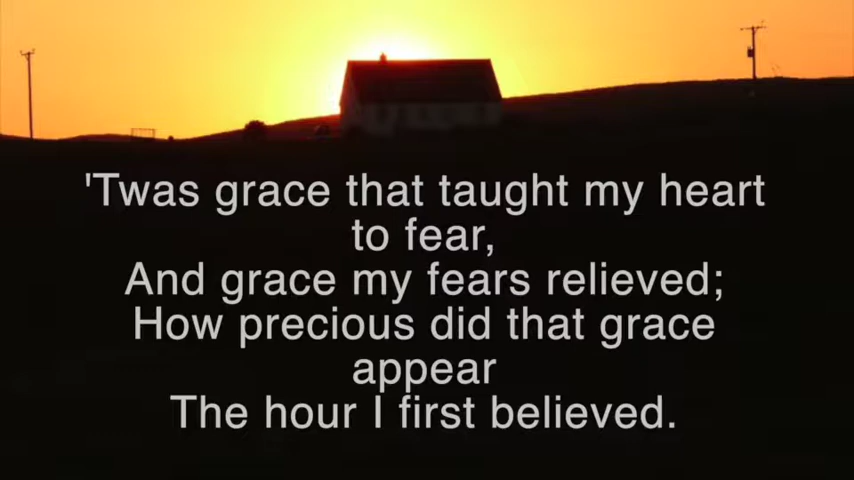 'Twas grace that taught my heart
to fear,
And grace my fears relieved;
How precious did that grace
appear
The hour I first believed.